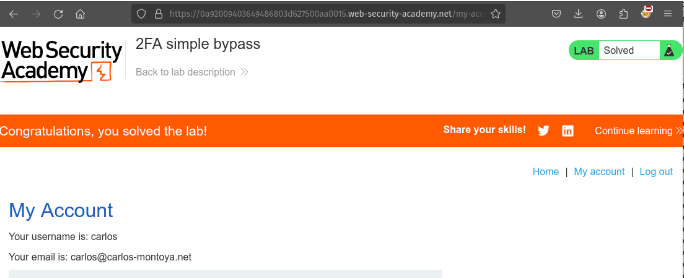 https://0a92009403649486803d627500aa0015.web-security-academy.net/my-acc
Web Security
Academy
2FA simple bypass
Back to lab description
LAB Solved
Congratulations, you solved the lab!
Share your skills!
Continue learning
Home | My account | Log out
My Account
Your username is: carlos
Your email is: carlos@carlos-montoya.net